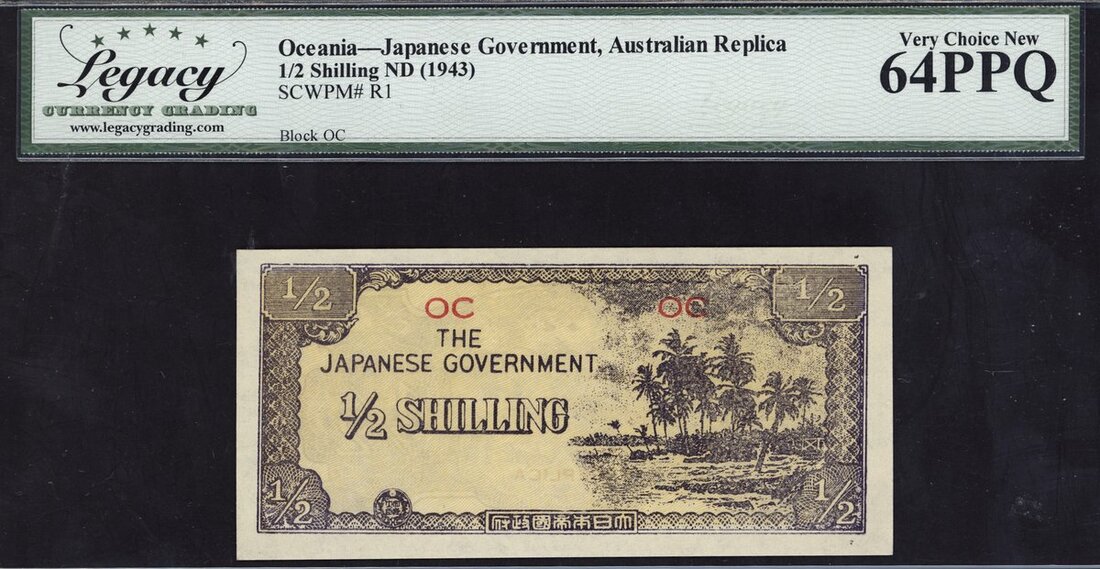 Legacy
CURRENCY GRADING
www.legacygrading.com
Oceania—Japanese Government, Australian Replica
1/2 Shilling ND (1943)
SCWPM# R1
Block OC
Very Choice New
64PPQ
1/2 1/2
OC OC
THE
JAPANESE GOVERNMENT
1/2 SHILLING
1/2 1/2
府政國帝本日大